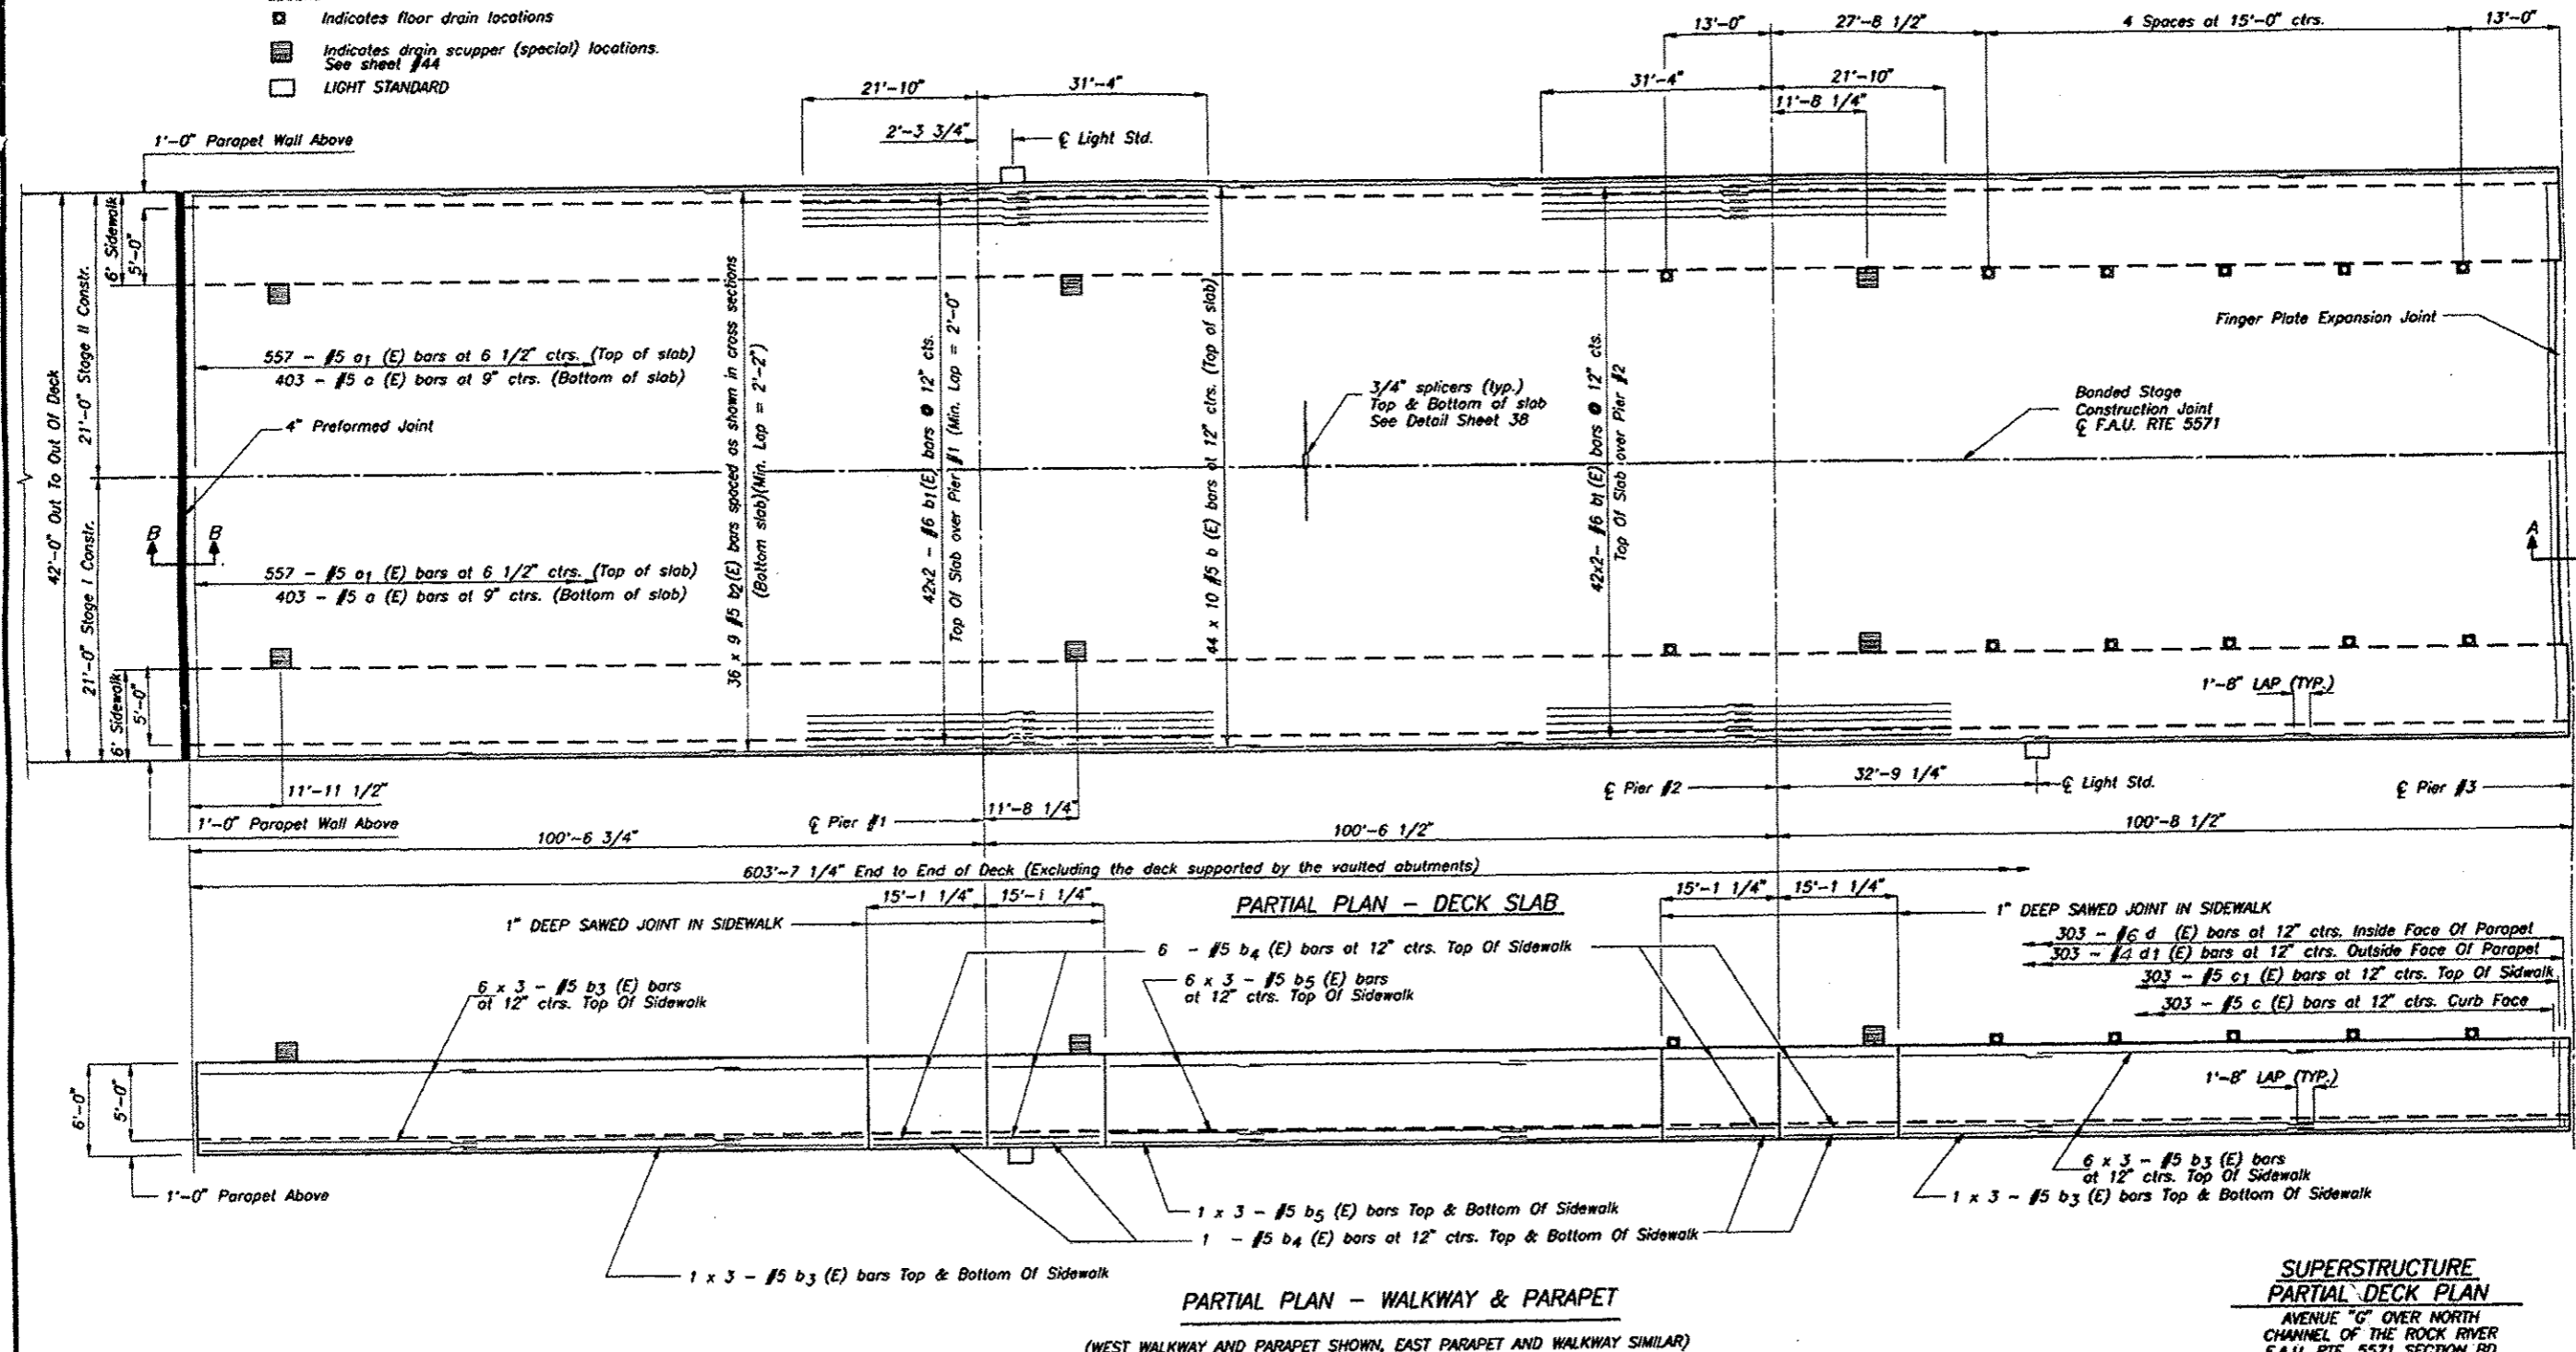 Indicates floor drain locations
Indicates drain scupper (special) locations.
See sheet #44
LIGHT STANDARD
13'-0"
27'-8 1/2"
4 Spaces at 15'-0" ctrs.
13'-0"
21'-10"
31'-4"
31'-4"
21'-10"
11'-8 1/4"
2'-3 3/4"
℄ Light Std.
1'-0" Parapet Wall Above
6' Sidewalk
5'-0"
42'-0" Out To Out Of Deck
21'-0" Stage II Constr.
21'-0" Stage I Constr.
6' Sidewalk
5'-0"
557 - #5 a1 (E) bars at 6 1/2" ctrs. (Top of slab)
403 - #5 a (E) bars at 9" ctrs. (Bottom of slab)
4" Preformed Joint
B B
557 - #5 a1 (E) bars at 6 1/2" ctrs. (Top of slab)
403 - #5 a (E) bars at 9" ctrs. (Bottom of slab)
36 x 9 #5 b2(E) bars spaced as shown in cross sections
(Bottom slab)(Min. Lap = 2'-2")
42x2 - #6 b1(E) bars @ 12" cts.
Top Of Slab over Pier #1 (Min. Lap = 2'-0"
44 x 10 #5 b (E) bars at 12" ctrs. (Top of slab)
3/4" splicers (typ.)
Top & Bottom of slab
See Detail Sheet 38
42x2- #6 b1 (E) bars @ 12" cts.
Top Of Slab over Pier #2
Finger Plate Expansion Joint
Bonded Stage
Construction Joint
℄ F.A.U. RTE 5571
A
1'-8" LAP (TYP.)
11'-11 1/2"
1'-0" Parapet Wall Above
℄ Pier #1
11'-8 1/4"
℄ Pier #2
32'-9 1/4"
℄ Light Std.
℄ Pier #3
100'-6 3/4"
100'-6 1/2"
100'-8 1/2"
603'-7 1/4" End to End of Deck (Excluding the deck supported by the vaulted abutments)
PARTIAL PLAN - DECK SLAB
15'-1 1/4"
15'-1 1/4"
15'-1 1/4"
15'-1 1/4"
1" DEEP SAWED JOINT IN SIDEWALK
1" DEEP SAWED JOINT IN SIDEWALK
6 - #5 b4 (E) bars at 12" ctrs. Top Of Sidewalk
303 - #6 d (E) bars at 12" ctrs. Inside Face Of Parapet
303 - #4 d1 (E) bars at 12" ctrs. Outside Face Of Parapet
303 - #5 c1 (E) bars at 12" ctrs. Top Of Sidwalk
303 - #5 c (E) bars at 12" ctrs. Curb Face
6 x 3 - #5 b3 (E) bars
at 12" ctrs. Top Of Sidewalk
6 x 3 - #5 b5 (E) bars
at 12" ctrs. Top Of Sidewalk
6'-0"
5'-0"
1'-8" LAP (TYP.)
1'-0" Parapet Above
6 x 3 - #5 b3 (E) bars
at 12" ctrs. Top Of Sidewalk
1 x 3 - #5 b3 (E) bars Top & Bottom Of Sidewalk
1 x 3 - #5 b5 (E) bars Top & Bottom Of Sidewalk
1 - #5 b4 (E) bars at 12" ctrs. Top & Bottom Of Sidewalk
1 x 3 - #5 b3 (E) bars Top & Bottom Of Sidewalk
PARTIAL PLAN - WALKWAY & PARAPET
(WEST WALKWAY AND PARAPET SHOWN, EAST PARAPET AND WALKWAY SIMILAR)
SUPERSTRUCTURE
PARTIAL DECK PLAN
AVENUE "G" OVER NORTH
CHANNEL OF THE ROCK RIVER
F.A.U. RTE. 5571 SECTION BD